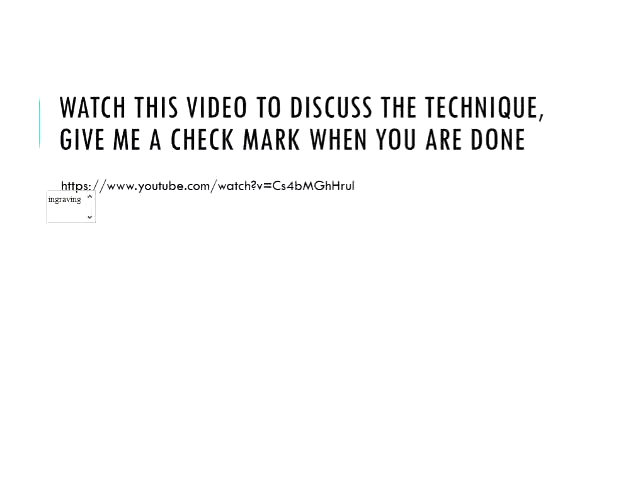 WATCH THIS VIDEO TO DISCUSS THE TECHNIQUE,
GIVE ME A CHECK MARK WHEN YOU ARE DONE
https://www.youtube.com/watch?v=Cs4bMGhHruI
ingraving